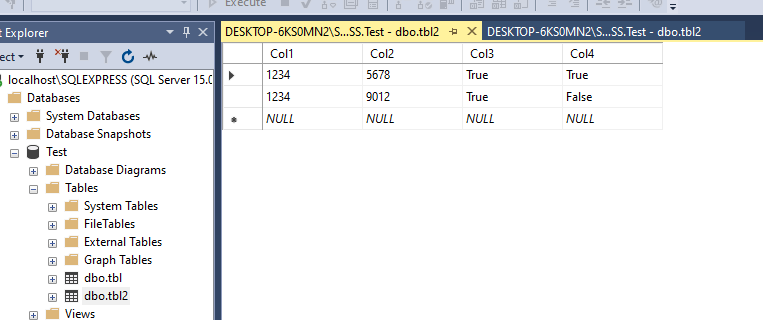 Execute
DESKTOP-6KS0MN2\S...SS.Test - dbo.tbl2
DESKTOP-6KS0MN2\S...SS.Test - dbo.tbl2
t Explorer
ect
localhost\SQLEXPRESS (SQL Server 15.0
Databases
System Databases
Database Snapshots
Test
Database Diagrams
Tables
System Tables
FileTables
External Tables
Graph Tables
dbo.tbl
dbo.tbl2
Views
Col1 Col2 Col3 Col4
1234 5678 True True
1234 9012 True False
NULL NULL NULL NULL